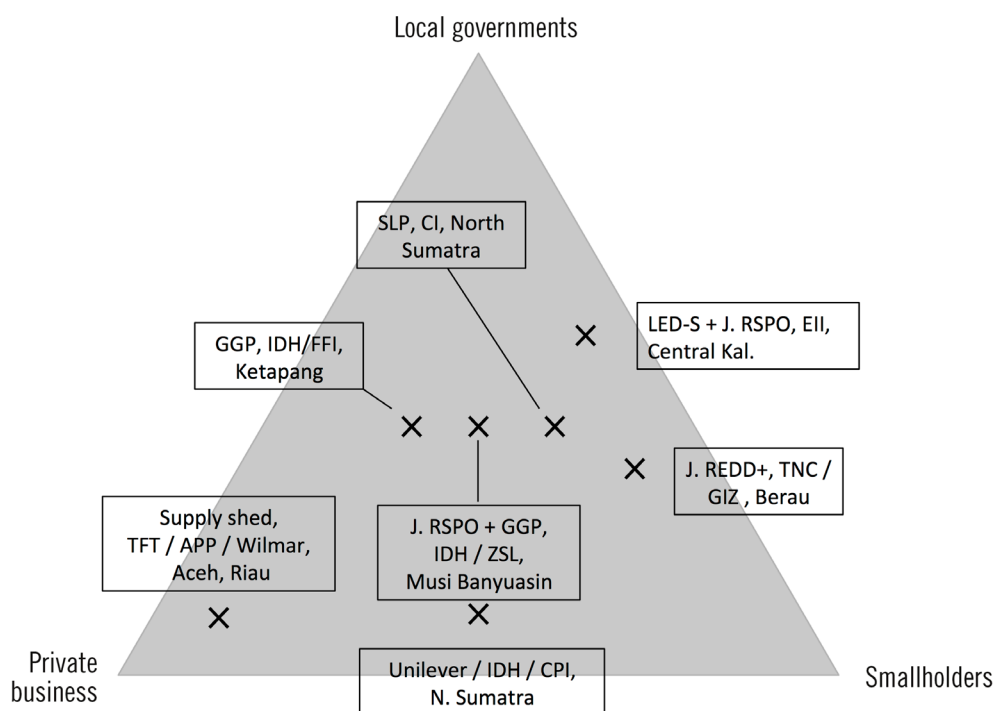 Local governments
SLP, CI, North
Sumatra
LED-S + J. RSPO, EII,
Central Kal.
GGP, IDH/FFI,
Ketapang
J. REDD+, TNC /
GIZ , Berau
Supply shed,
TFT / APP / Wilmar,
Aceh, Riau
J. RSPO + GGP,
IDH / ZSL,
Musi Banyuasin
Private
business
Unilever / IDH / CPI,
N. Sumatra
Smallholders